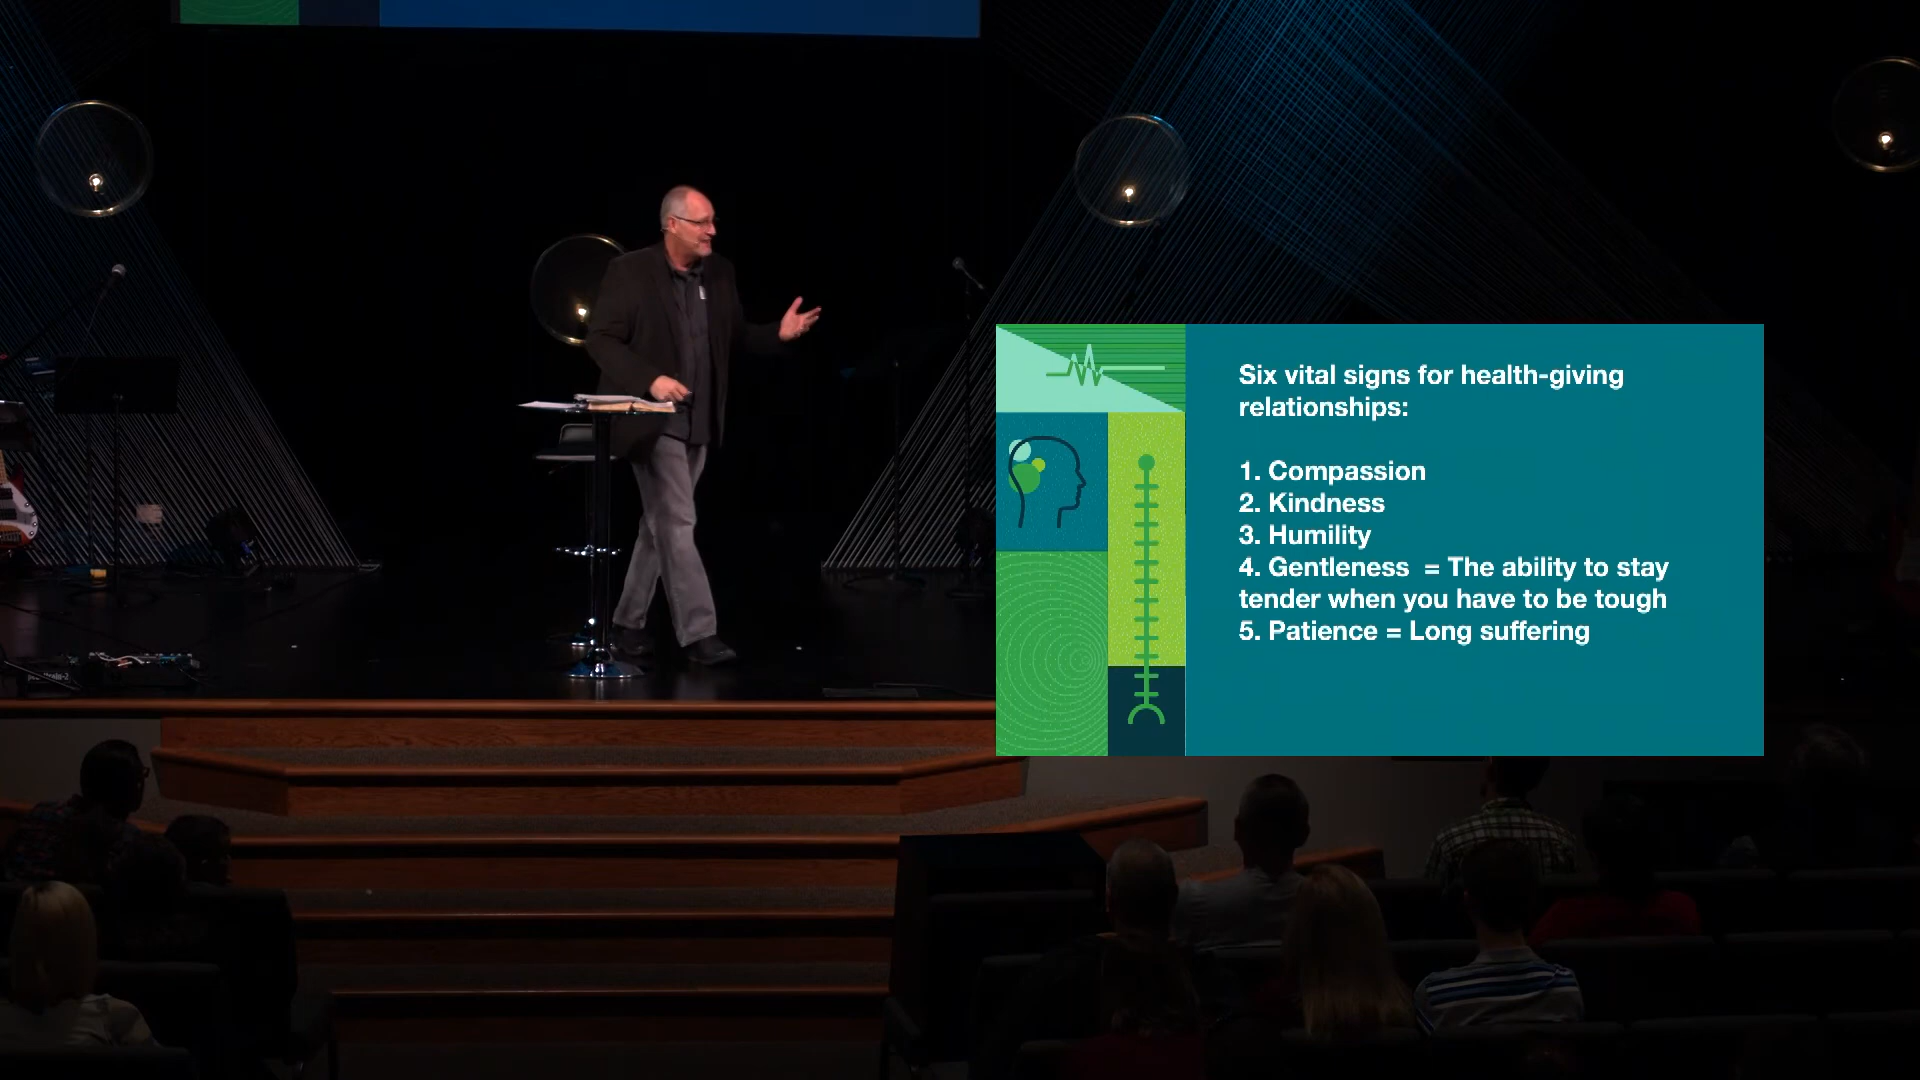 Six vital signs for health-giving
relationships:
1. Compassion
2. Kindness
3. Humility
4. Gentleness = The ability to stay
tender when you have to be tough
5. Patience = Long suffering